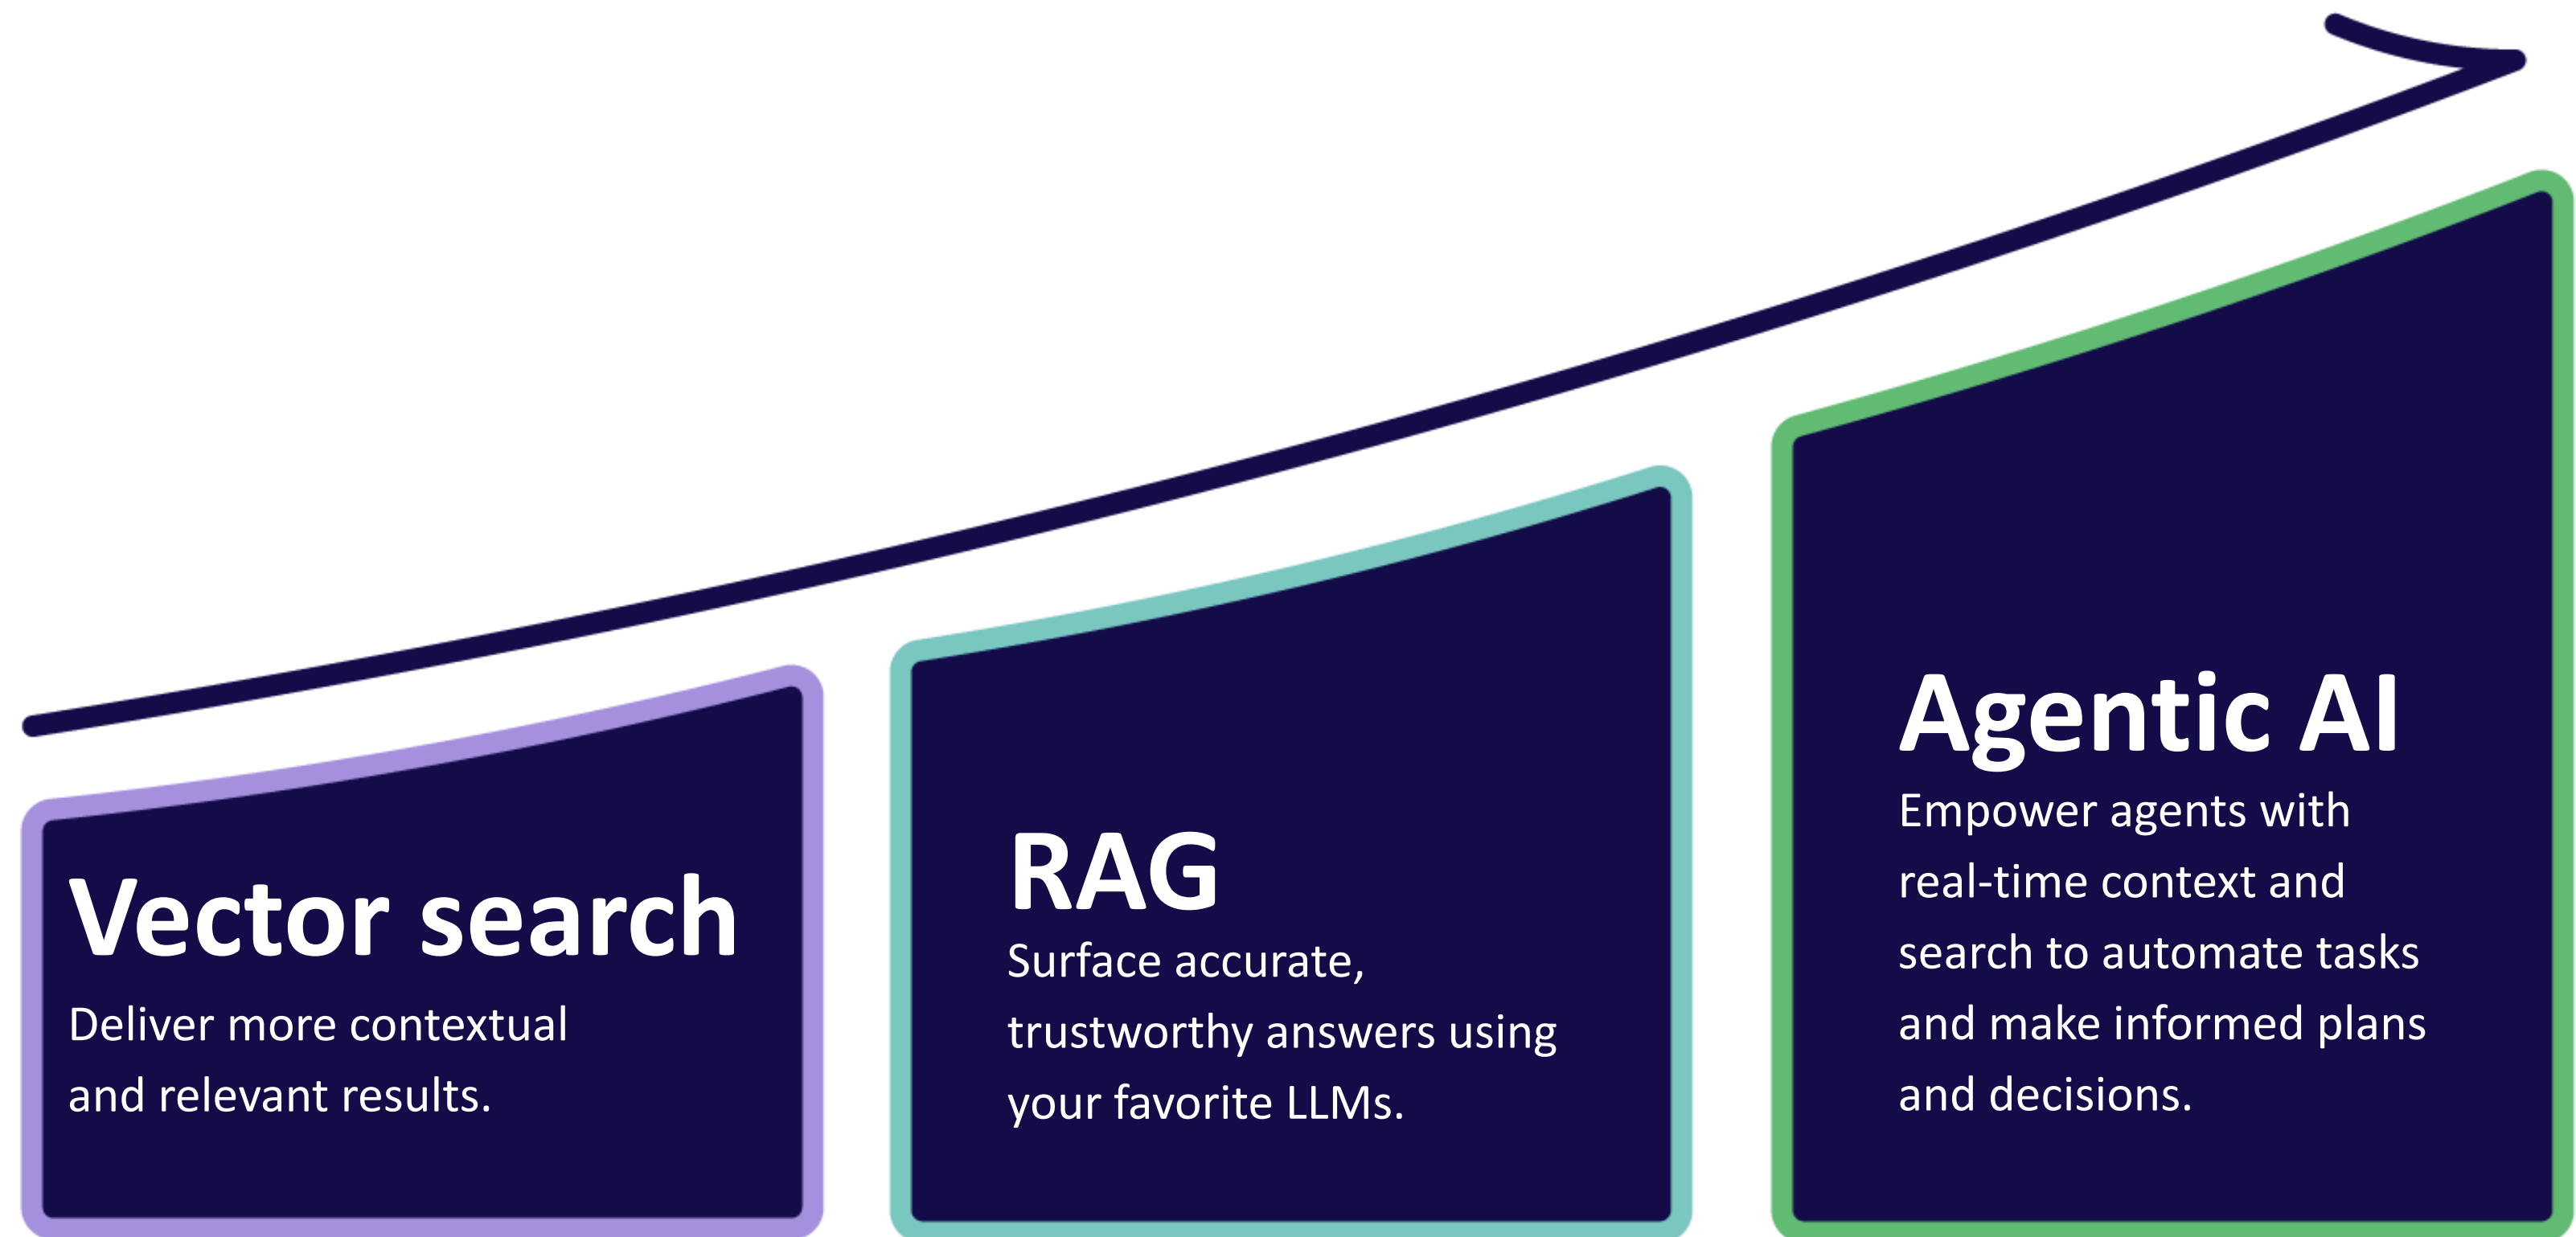 Vector search
Deliver more contextual
and relevant results.
RAG
Surface accurate,
trustworthy answers using
your favorite LLMs.
Agentic AI
Empower agents with
real-time context and
search to automate tasks
and make informed plans
and decisions.